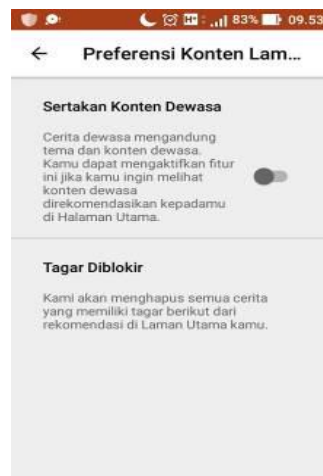 83% 09.53
Preferensi Konten Lam...
Sertakan Konten Dewasa
Cerita dewasa mengandung
tema dan konten dewasa.
Kamu dapat mengaktifkan fitur
ini jika kamu ingin melihat
konten dewasa
direkomendasikan kepadamu
di Halaman Utama.
Tagar Diblokir
Kami akan menghapus semua cerita
yang memiliki tagar berikut dari
rekomendasi di Laman Utama kamu.